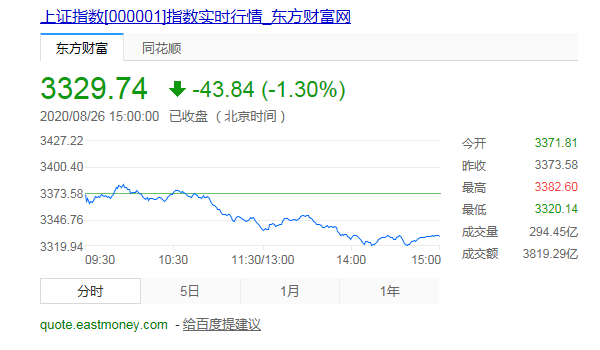 上证指数[000001]指数实时行情_东方财富网
东方财富 同花顺
3329.74 -43.84 (-1.30%)
2020/08/26 15:00:00 已收盘 （北京时间）
3427.22
3400.40
3373.58
3346.76
3319.94
09:30 10:30 11:30/13:00 14:00 15:00
今开 3371.81
昨收 3373.58
最高 3382.60
最低 3320.14
成交量 294.45亿
成交额 3819.29亿
分时 5日 1月 1年
quote.eastmoney.com - 给百度提建议